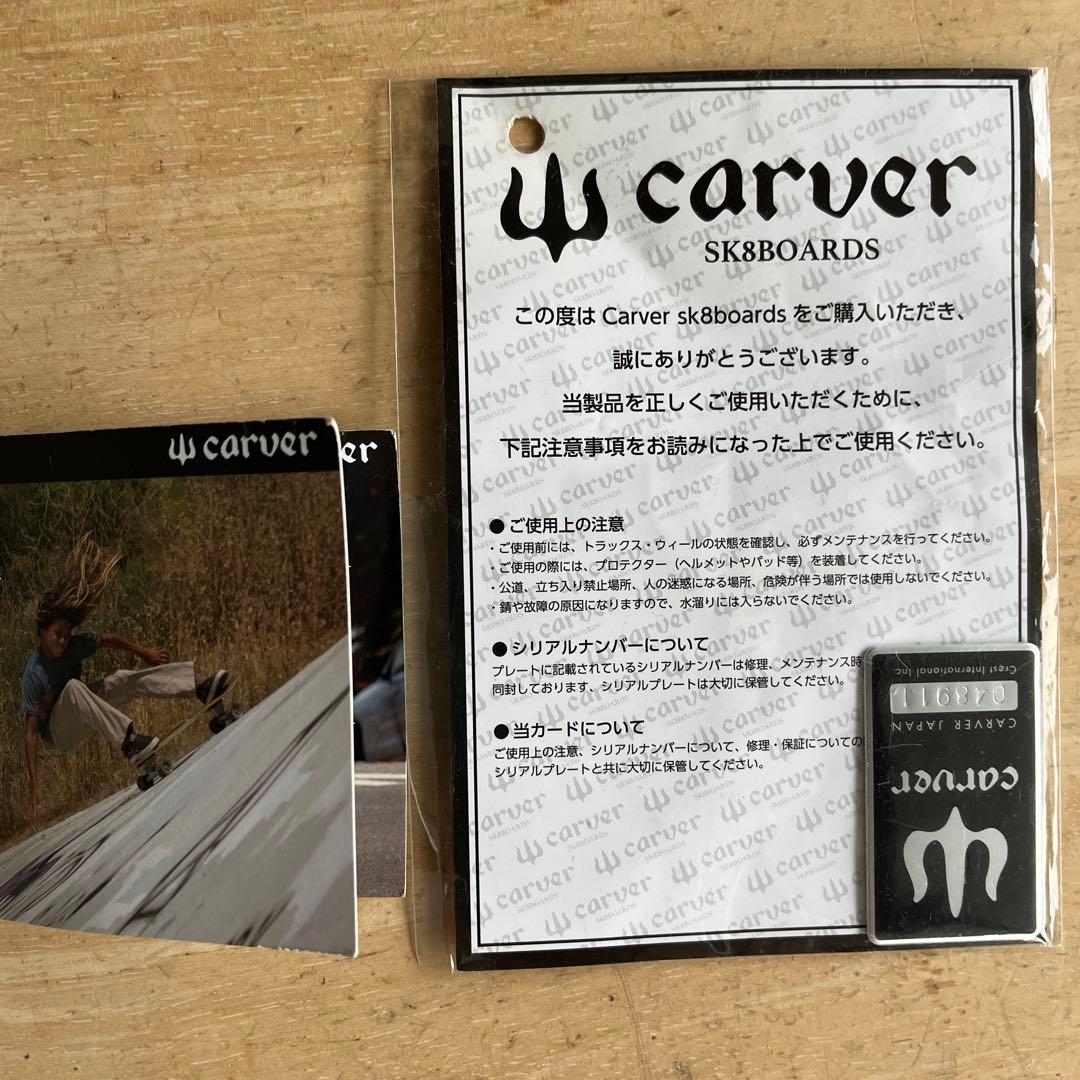 carver
er
carver
SK8BOARDS
この度は Carver sk8boards をご購入いただき、
誠にありがとうございます。
当製品を正しくご使用いただくために、
下記注意事項をお読みになった上でご使用ください。
● ご使用上の注意
・ご使用前には、トラックス・ウィールの状態を確認し、必ずメンテナンスを行ってください。
・ご使用の際には、プロテクター（ヘルメットやパッド等）を装着してください。
・公道、立ち入り禁止場所、人の迷惑になる場所、危険が伴う場所では使用しないでください。
・錆や故障の原因になりますので、水溜りには入らないでください。
● シリアルナンバーについて
プレートに記載されているシリアルナンバーは修理、メンテナンス時
同封しております、シリアルプレートは大切に保管してください。
● 当カードについて
ご使用上の注意、シリアルナンバーについて、修理・保証についての
シリアルプレートと共に大切に保管してください。
carver
CARVER JAPAN
048911
Crest International Inc.